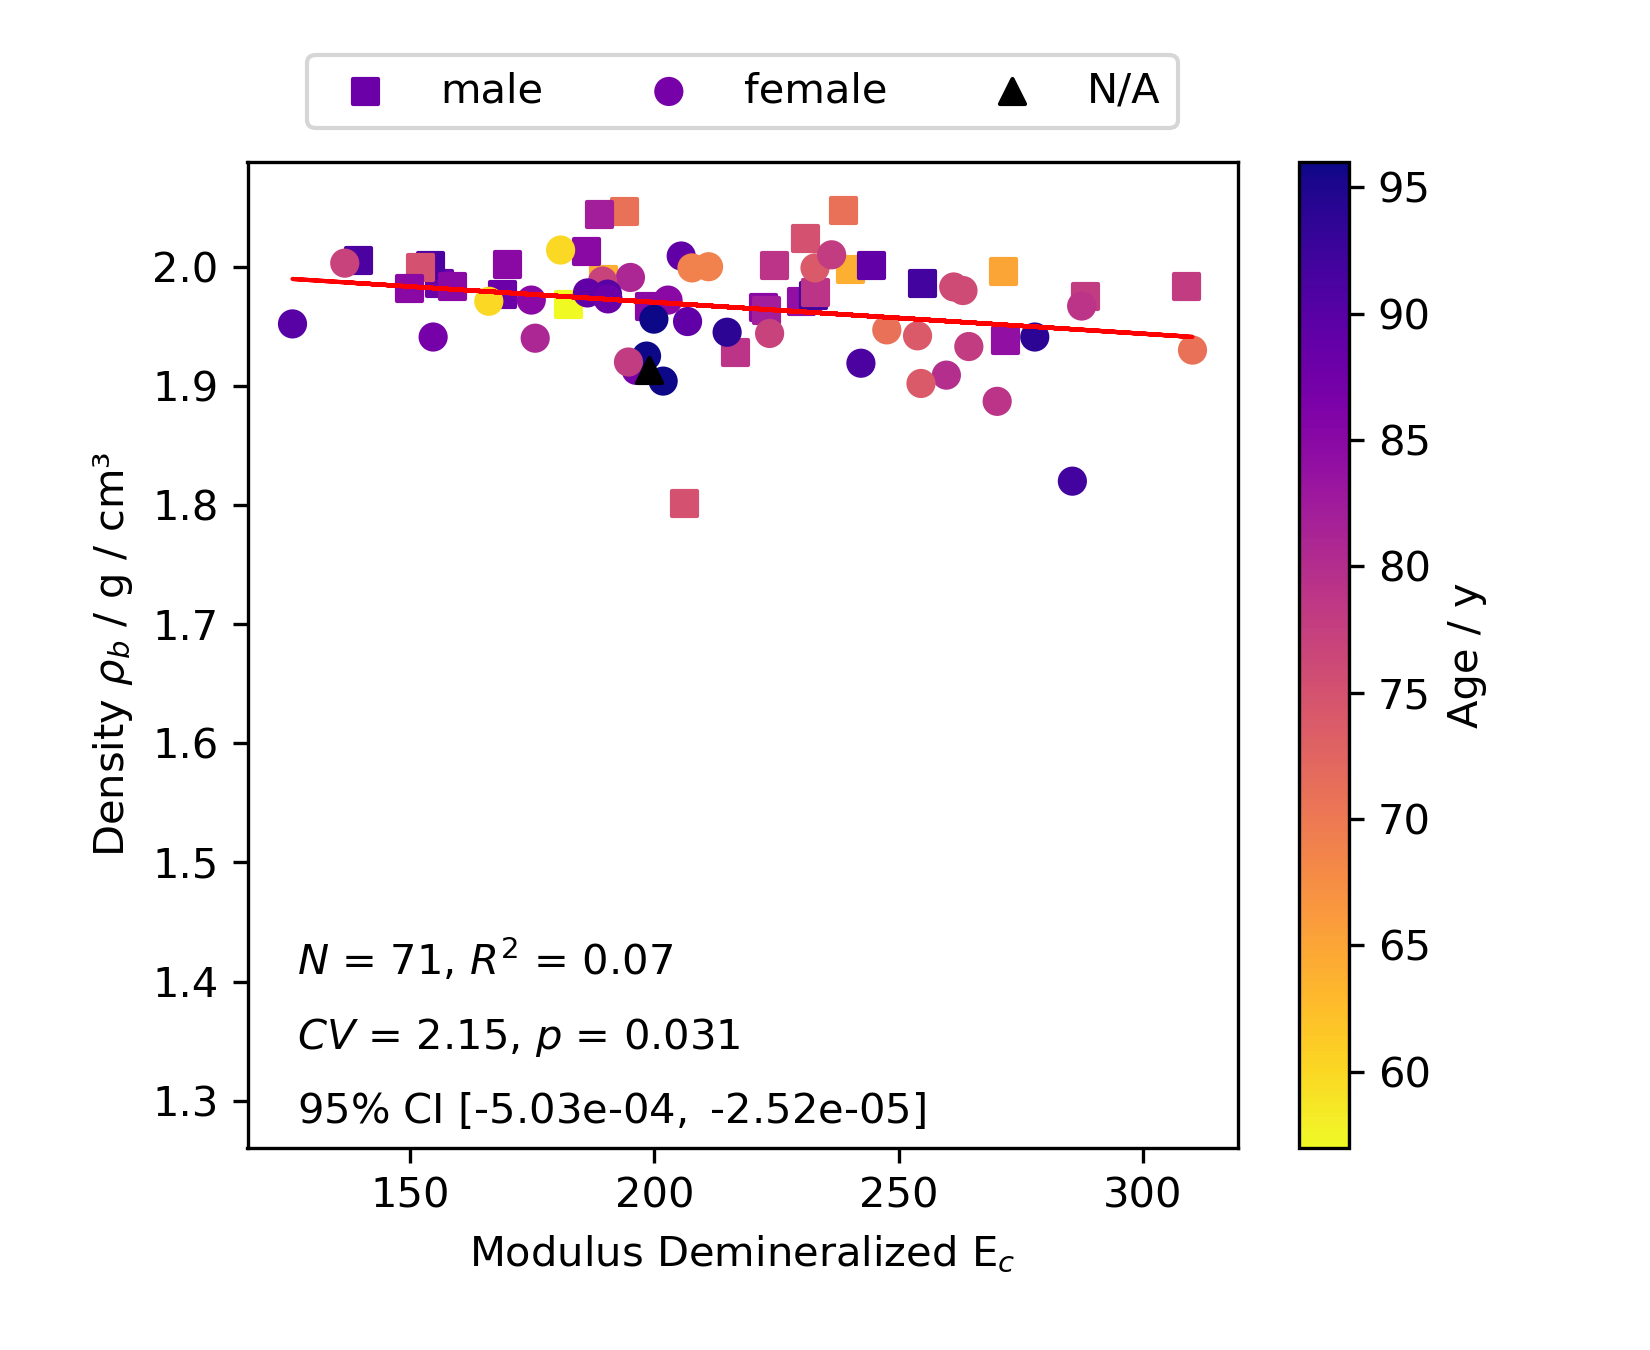 male female N/A
2.0
1.9
1.8
1.7
1.6
1.5
1.4
1.3
Density ρb / g / cm³
N = 71, R² = 0.07
CV = 2.15, p = 0.031
95% CI [-5.03e-04, -2.52e-05]
150 200 250 300
Modulus Demineralized Ec
95
90
85
80
75
70
65
60
Age / y